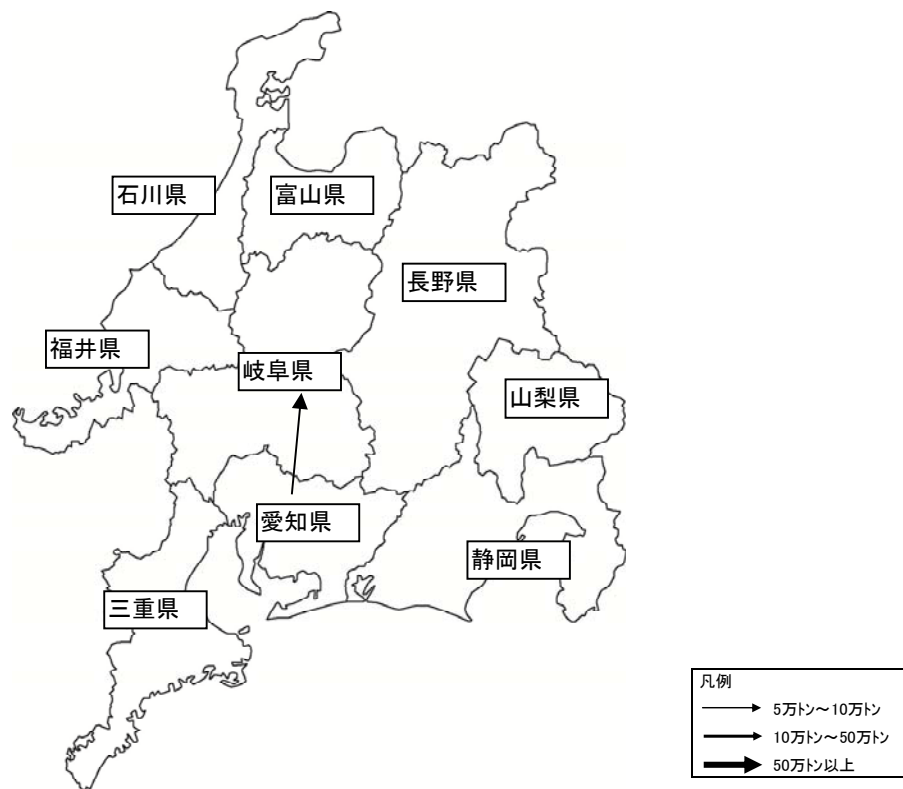 石川県
富山県
長野県
福井県
岐阜県
山梨県
愛知県
静岡県
三重県
凡例
5万トン～10万トン
10万トン～50万トン
50万トン以上